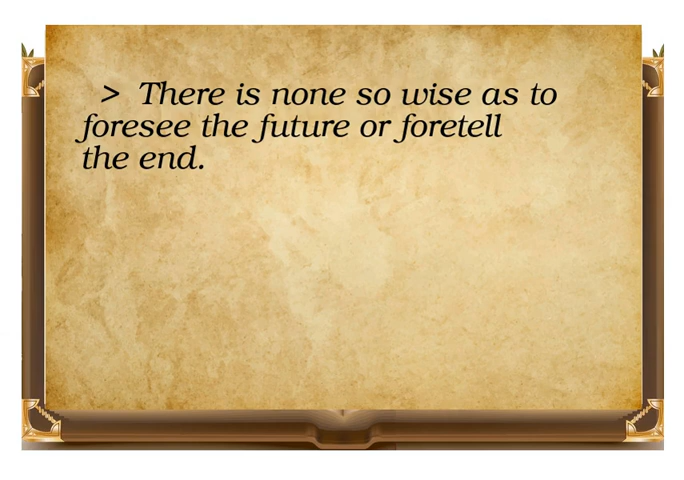 > There is none so wise as to
foresee the future or foretell
the end.